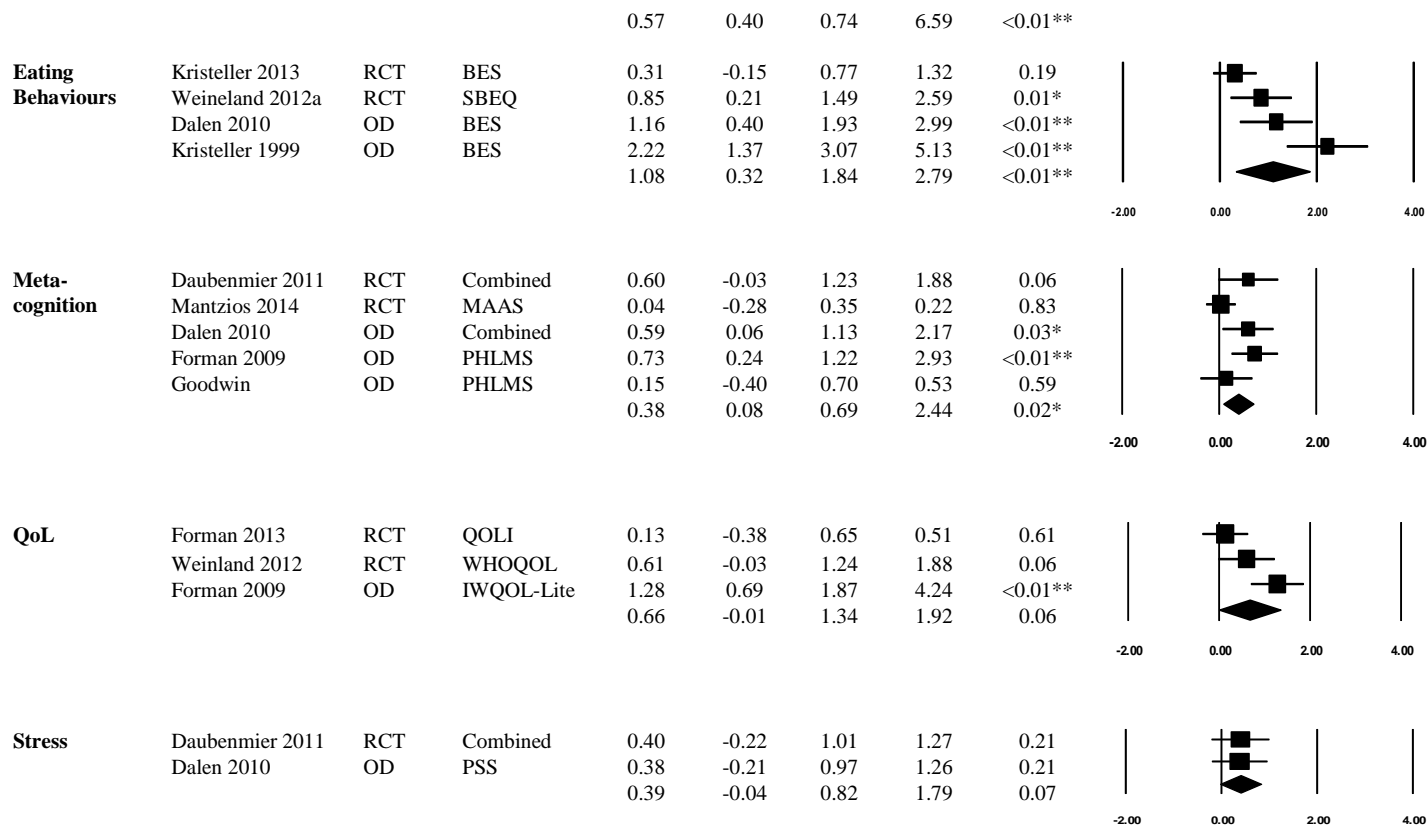 0.57 0.40 0.74 6.59 <0.01**
Eating Kristeller 2013 RCT BES 0.31 -0.15 0.77 1.32 0.19
Behaviours Weineland 2012a RCT SBEQ 0.85 0.21 1.49 2.59 0.01*
Dalen 2010 OD BES 1.16 0.40 1.93 2.99 <0.01**
Kristeller 1999 OD BES 2.22 1.37 3.07 5.13 <0.01**
1.08 0.32 1.84 2.79 <0.01**
-2.00 0.00 2.00 4.00
Meta- Daubenmier 2011 RCT Combined 0.60 -0.03 1.23 1.88 0.06
cognition Mantzios 2014 RCT MAAS 0.04 -0.28 0.35 0.22 0.83
Dalen 2010 OD Combined 0.59 0.06 1.13 2.17 0.03*
Forman 2009 OD PHLMS 0.73 0.24 1.22 2.93 <0.01**
Goodwin OD PHLMS 0.15 -0.40 0.70 0.53 0.59
0.38 0.08 0.69 2.44 0.02*
-2.00 0.00 2.00 4.00
QoL Forman 2013 RCT QOLI 0.13 -0.38 0.65 0.51 0.61
Weinland 2012 RCT WHOQOL 0.61 -0.03 1.24 1.88 0.06
Forman 2009 OD IWQOL-Lite 1.28 0.69 1.87 4.24 <0.01**
0.66 -0.01 1.34 1.92 0.06
-2.00 0.00 2.00 4.00
Stress Daubenmier 2011 RCT Combined 0.40 -0.22 1.01 1.27 0.21
Dalen 2010 OD PSS 0.38 -0.21 0.97 1.26 0.21
0.39 -0.04 0.82 1.79 0.07
-2.00 0.00 2.00 4.00